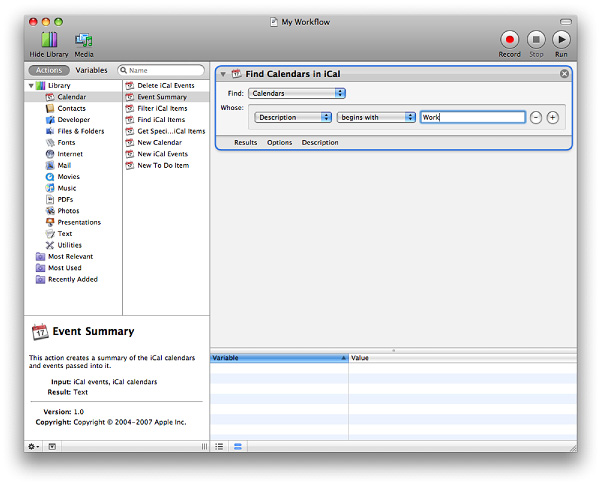 My Workflow
Hide Library
Media
Record
Stop
Run
Actions
Variables
Name
Library
Calendar
Contacts
Developer
Files & Folders
Fonts
Internet
Mail
Movies
Music
PDFs
Photos
Presentations
Text
Utilities
Most Relevant
Most Used
Recently Added
Delete iCal Events
Event Summary
Filter iCal Items
Find iCal Items
Get Speci...iCal Items
New Calendar
New iCal Events
New To Do Item
17 Find Calendars in iCal
Find: Calendars
Whose:
Description begins with Work
Results Options Description
17 Event Summary
This action creates a summary of the iCal calendars
and events passed into it.
Input: iCal events, iCal calendars
Result: Text
Version: 1.0
Copyright: Copyright © 2004–2007 Apple Inc.
Variable Value